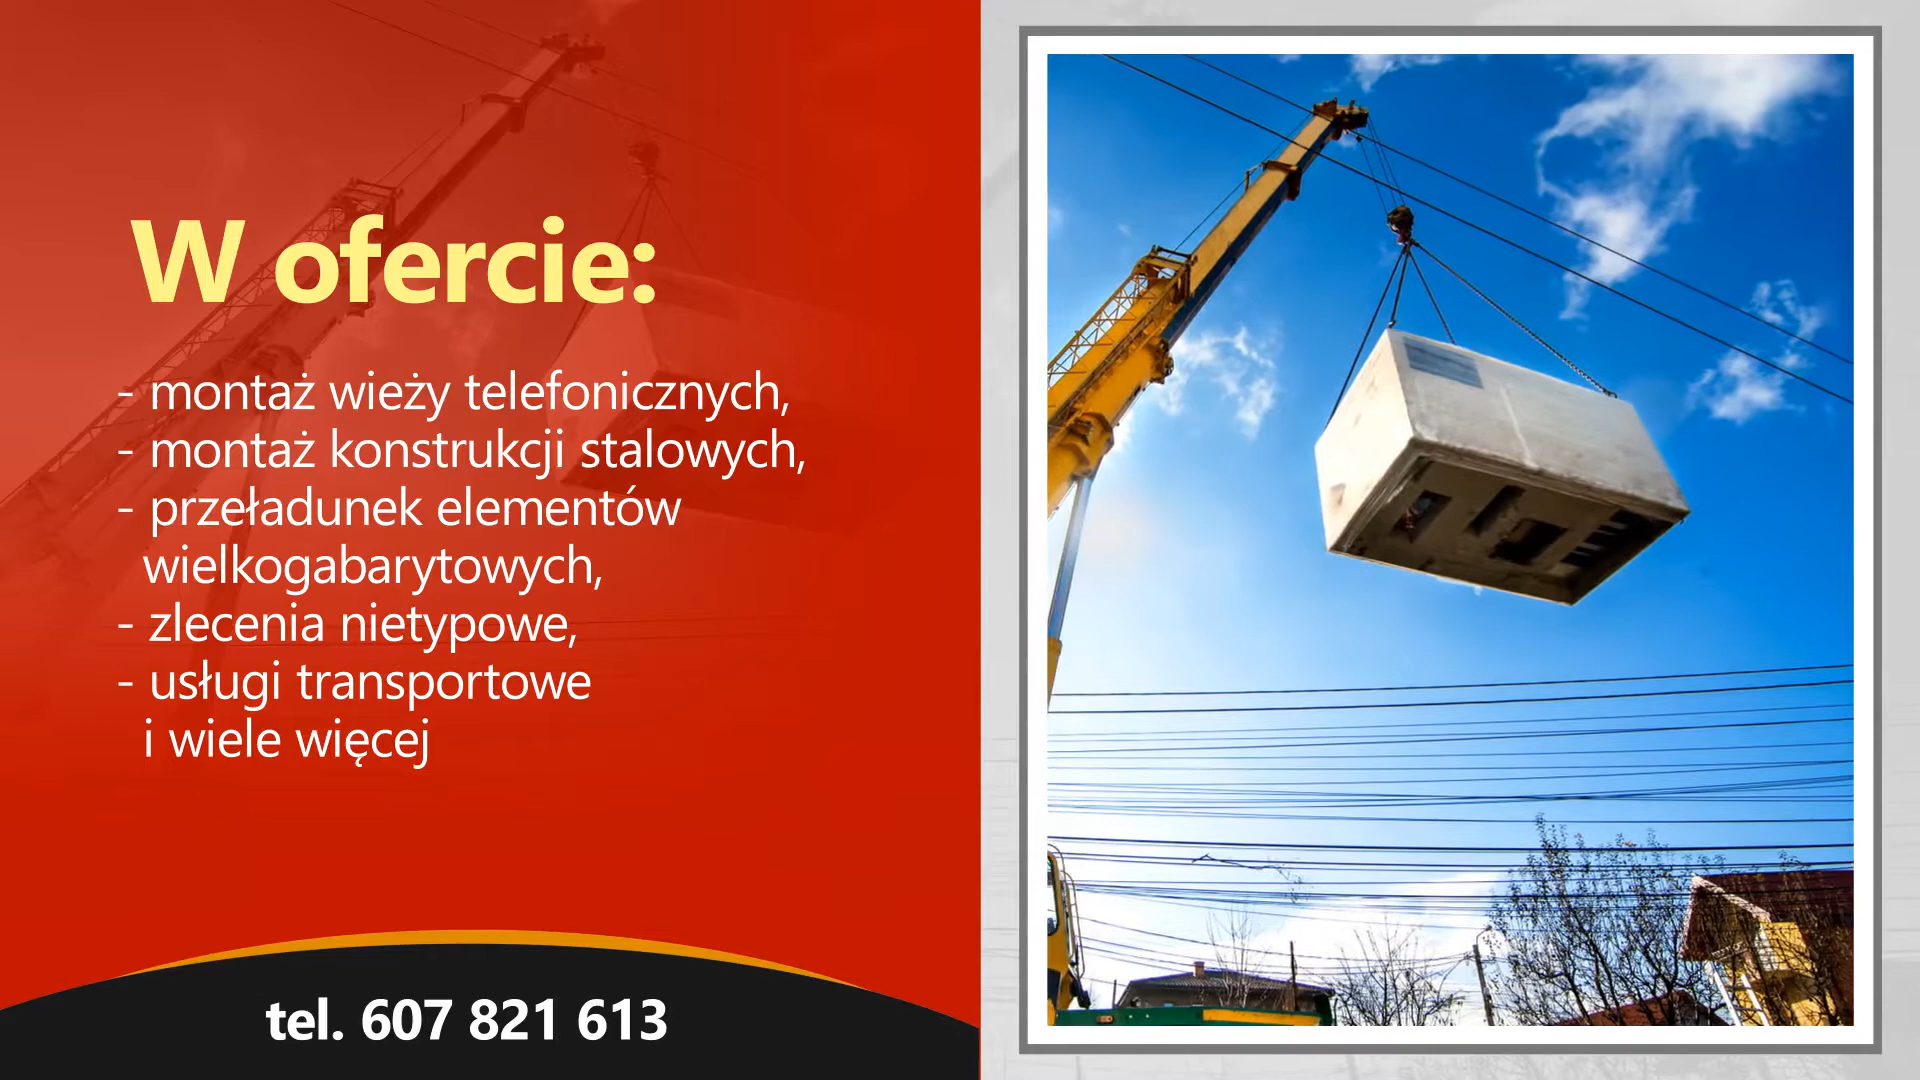 W ofercie:
- montaż wieży telefonicznych,
- montaż konstrukcji stalowych,
- przeładunek elementów
wielkogabarytowych,
- zlecenia nietypowe,
- usługi transportowe
i wiele więcej
tel. 607 821 613